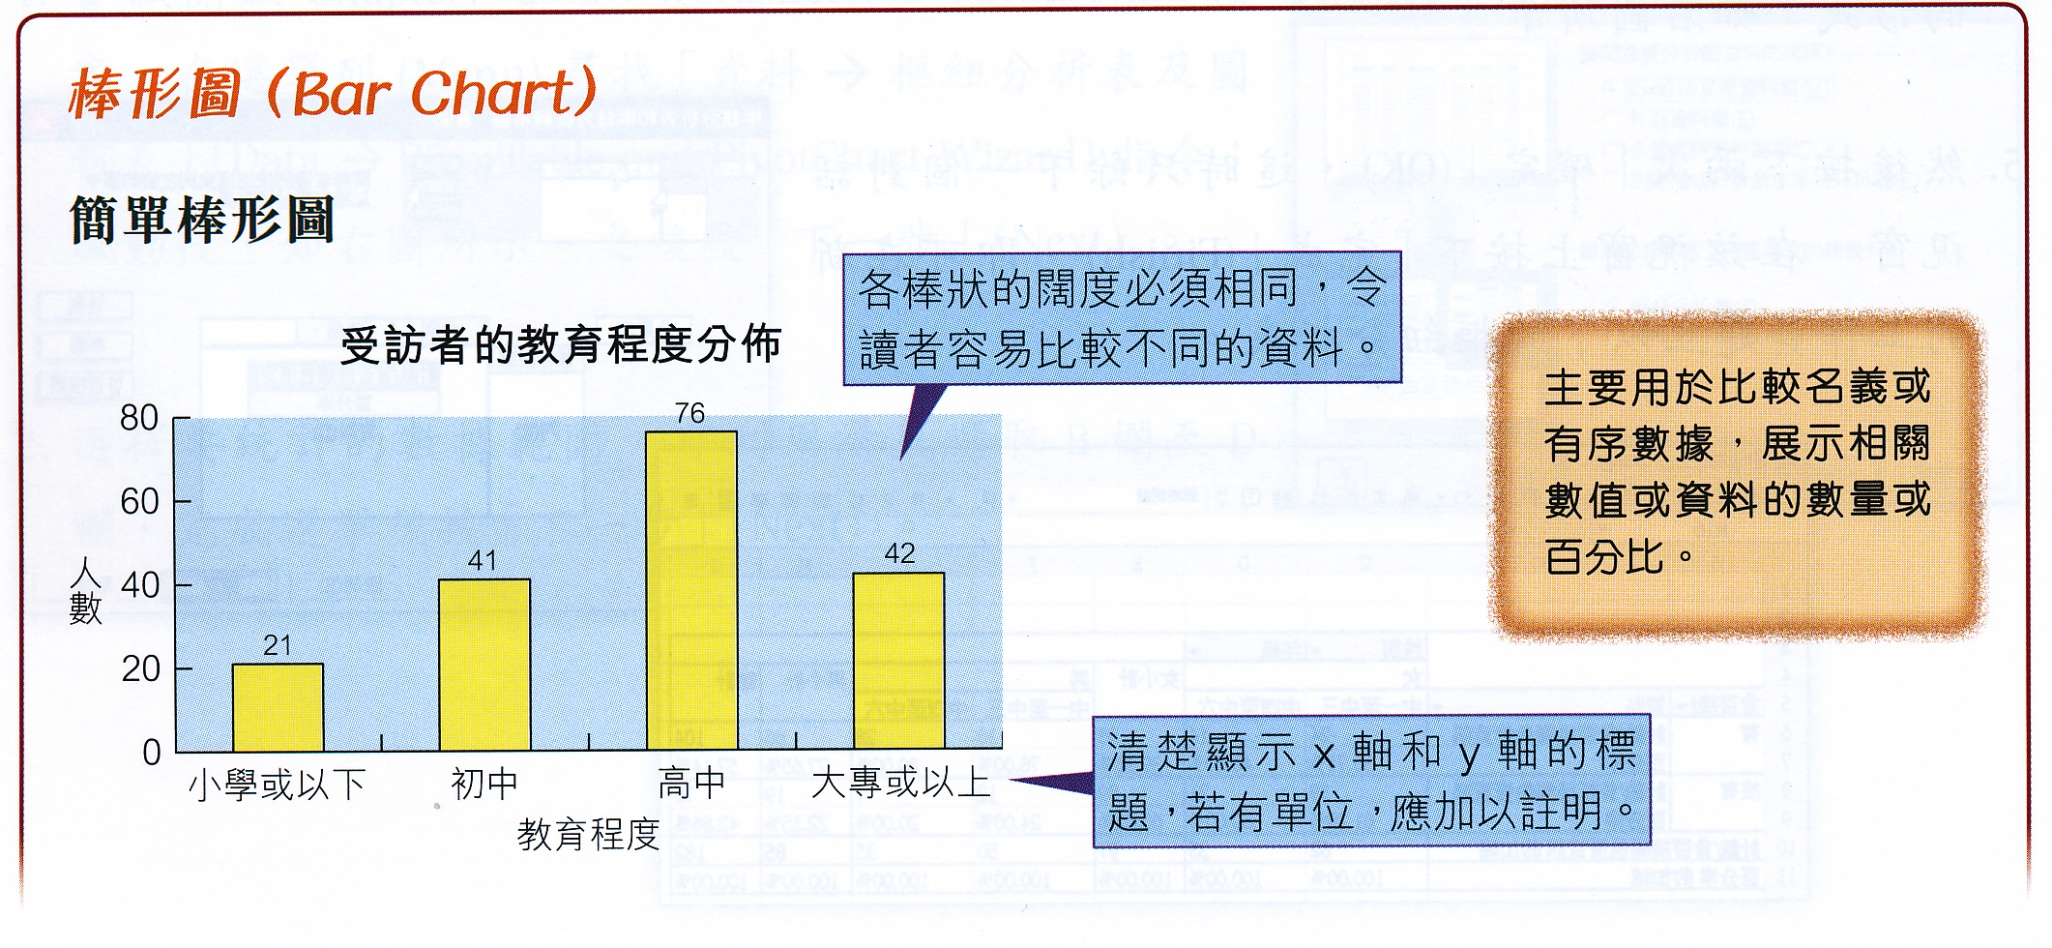 棒形圖 (Bar Chart)
簡單棒形圖
受訪者的教育程度分佈
各棒狀的闊度必須相同，令
讀者容易比較不同的資料。
主要用於比較名義或
有序數據，展示相關
數值或資料的數量或
百分比。
人數
80
60
40
20
0
21
41
76
42
小學或以下 初中 高中 大專或以上
教育程度
清楚顯示 x 軸和 y 軸的標
題，若有單位，應加以註明。